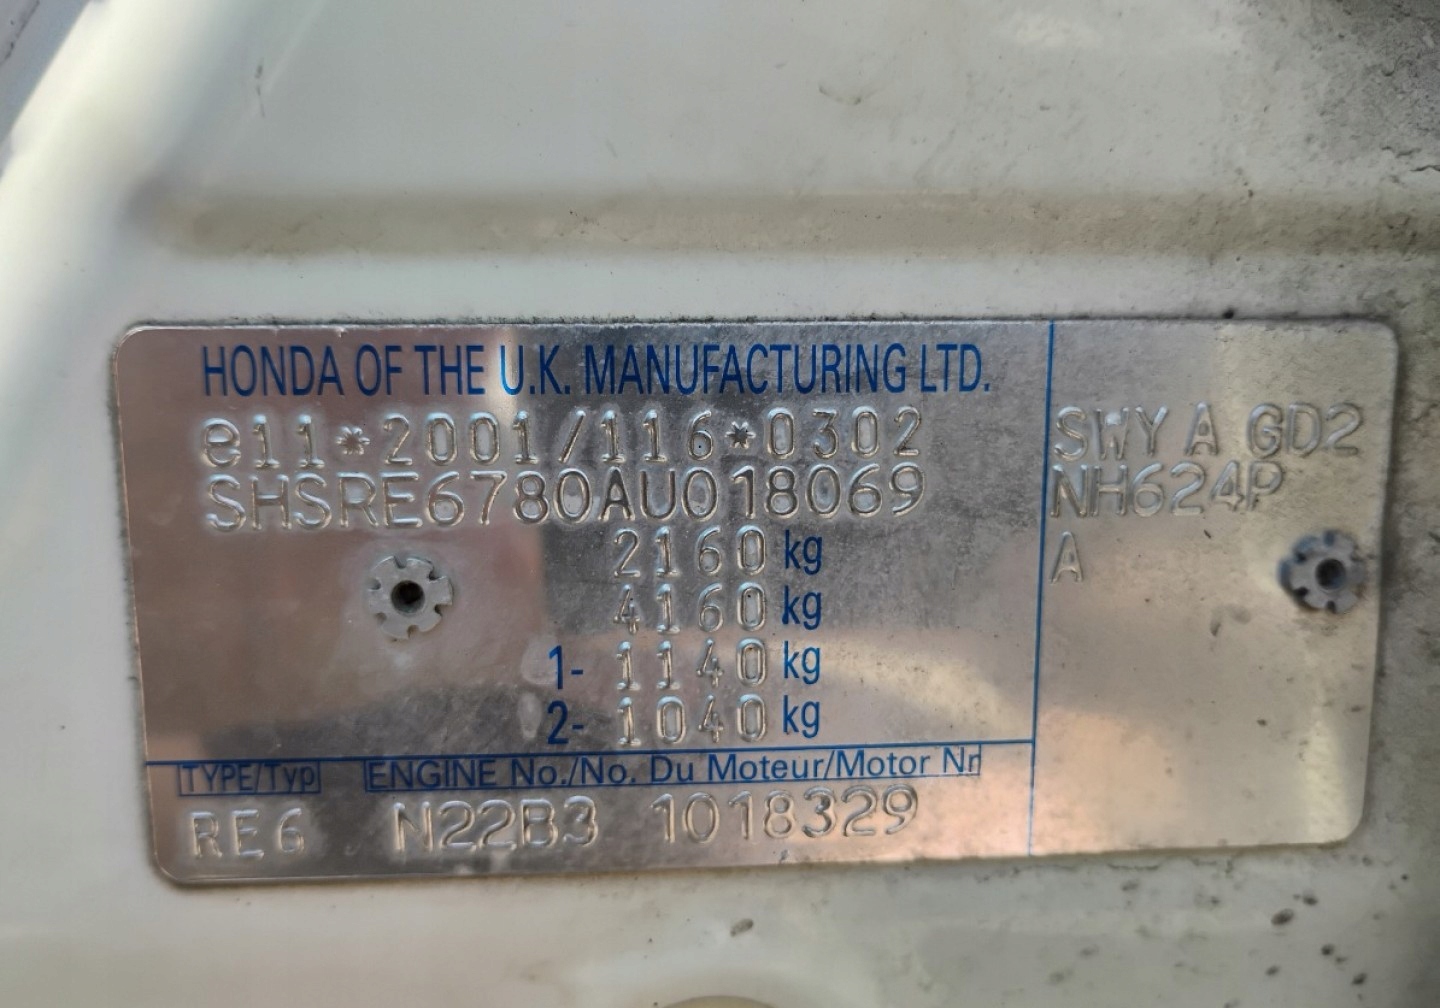 HONDA OF THE U.K. MANUFACTURING LTD.
e11*2001/116*0302
SHSRE6780AU018069
2160 kg
4160 kg
1- 1140 kg
2- 1040 kg
TYPE/Typ ENGINE No./No. Du Moteur/Motor Nr
RE6 N22B3 1018329
SWY A GD2
NH624P
A